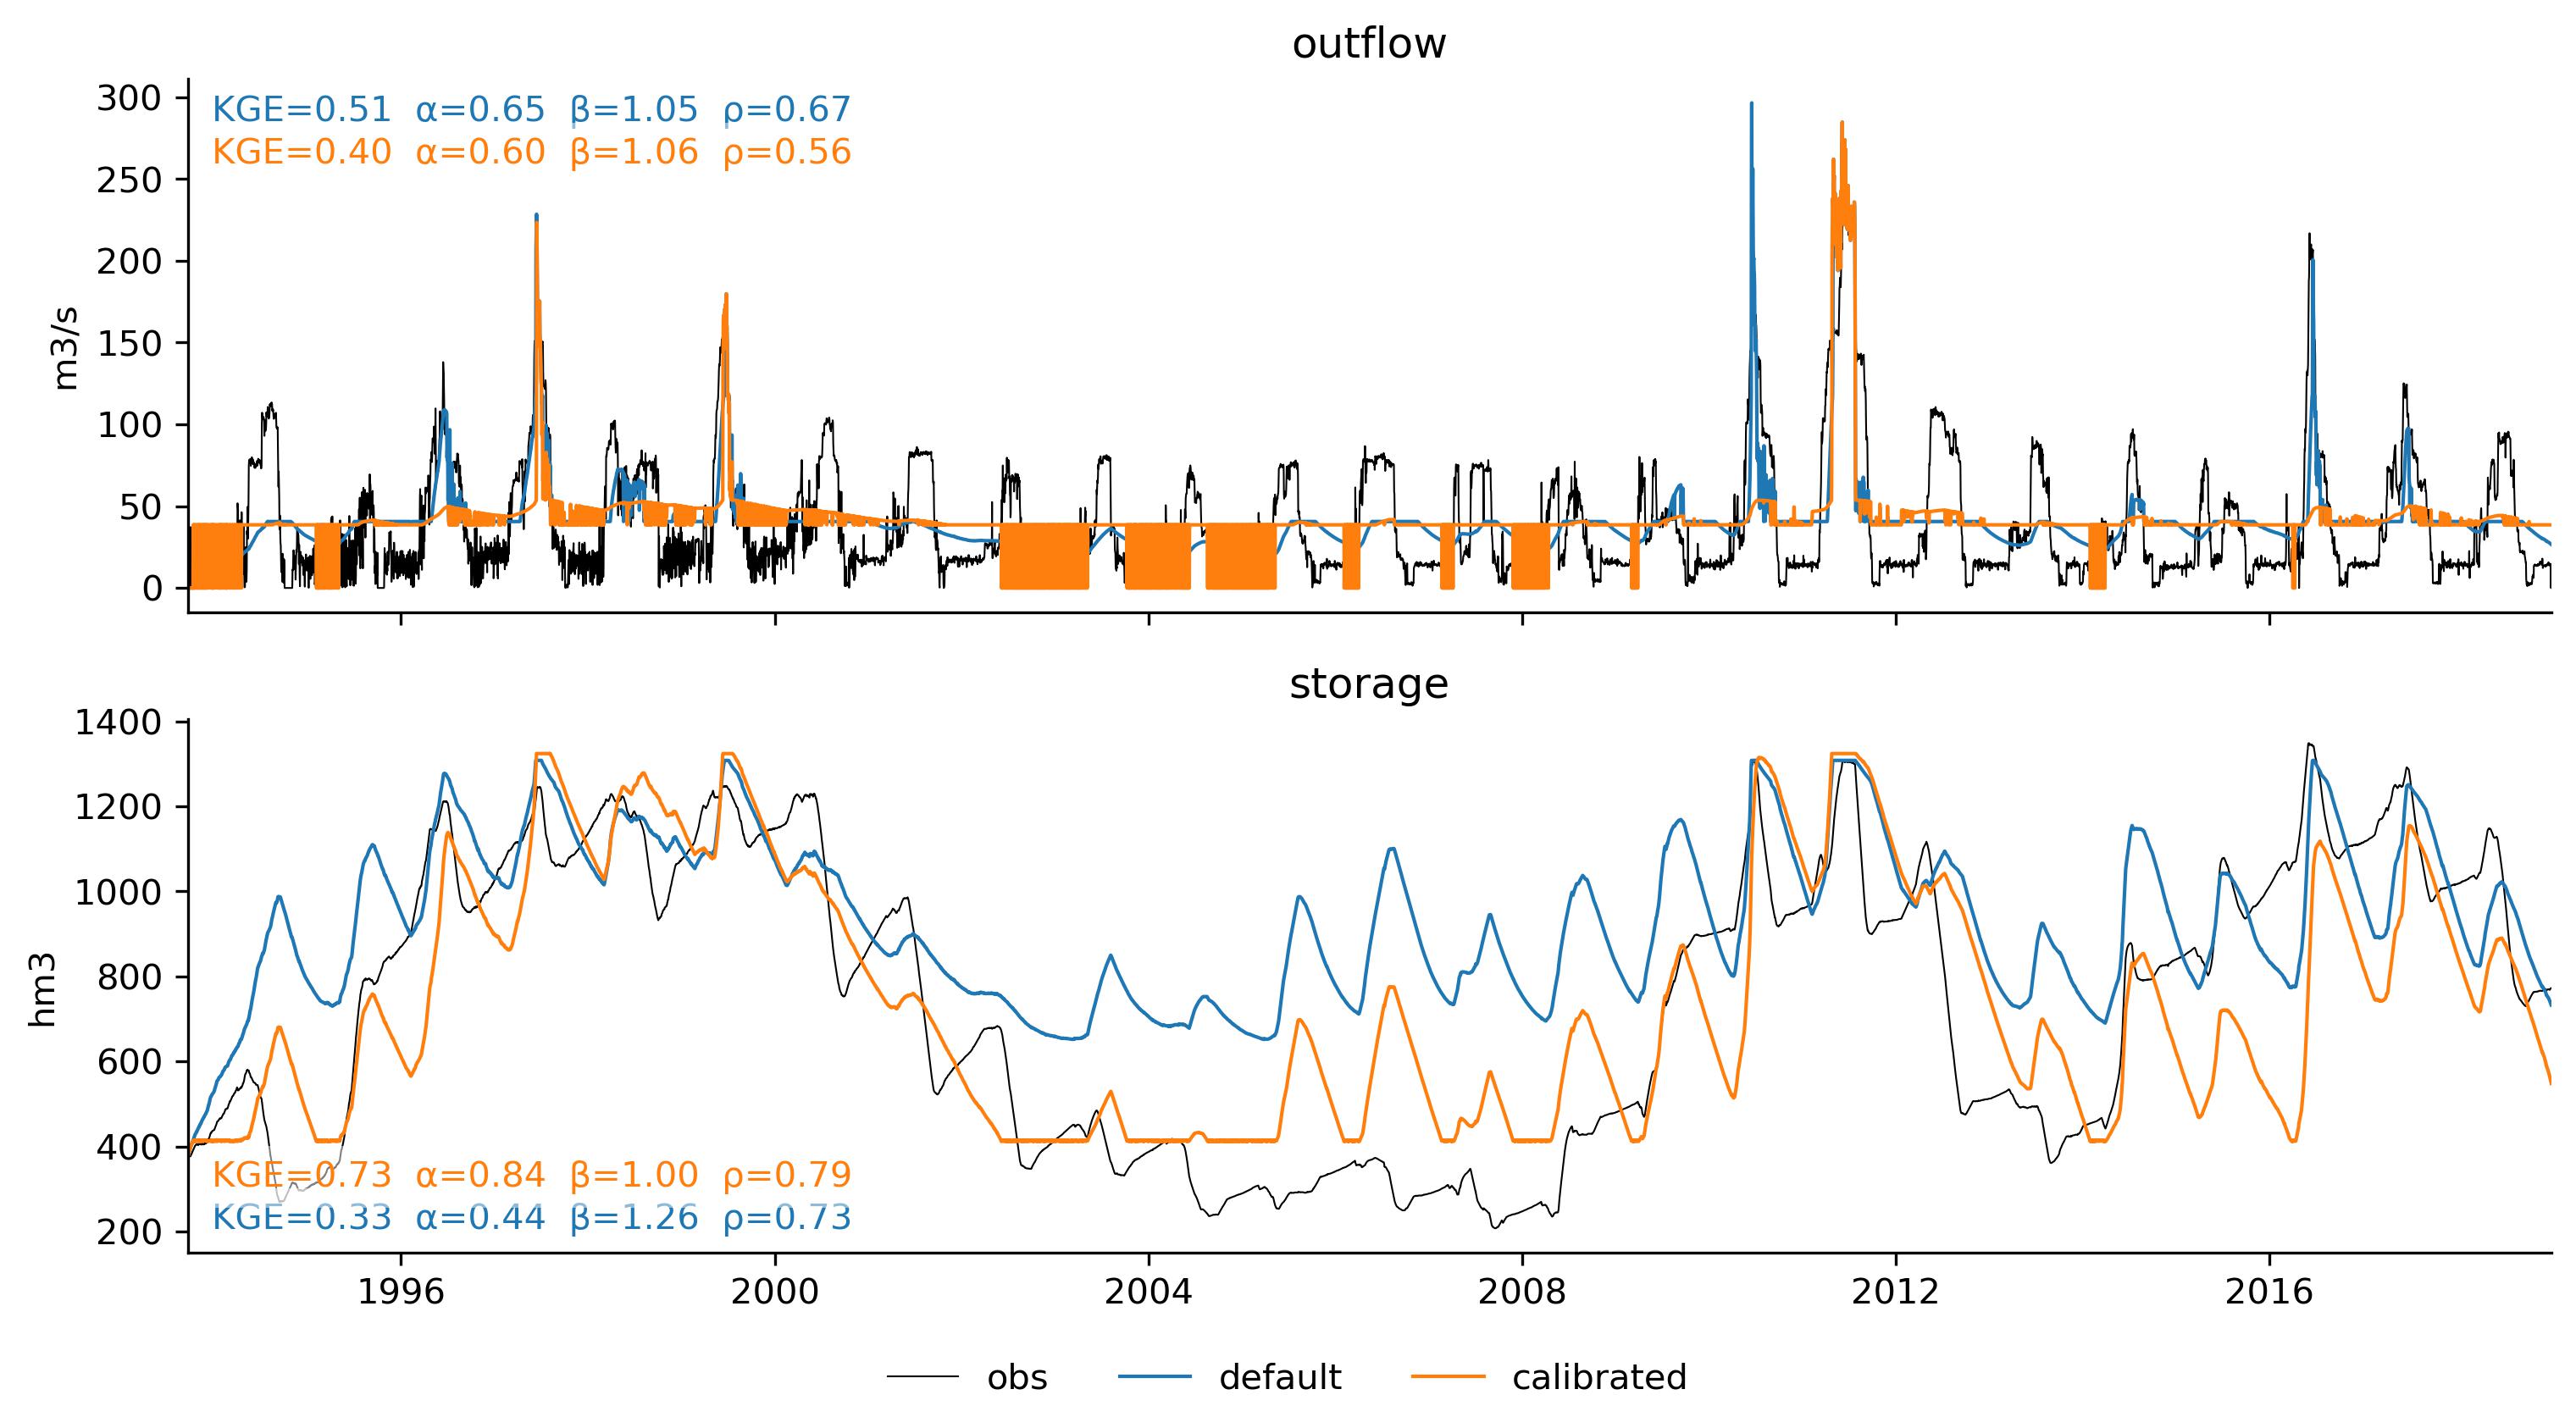 outflow
300
250
200
150
100
50
0
m3/s
KGE=0.51 α=0.65 β=1.05 ρ=0.67
KGE=0.40 α=0.60 β=1.06 ρ=0.56
storage
1400
1200
1000
800
600
400
200
hm3
KGE=0.73 α=0.84 β=1.00 ρ=0.79
KGE=0.33 α=0.44 β=1.26 ρ=0.73
1996 2000 2004 2008 2012 2016
obs default calibrated